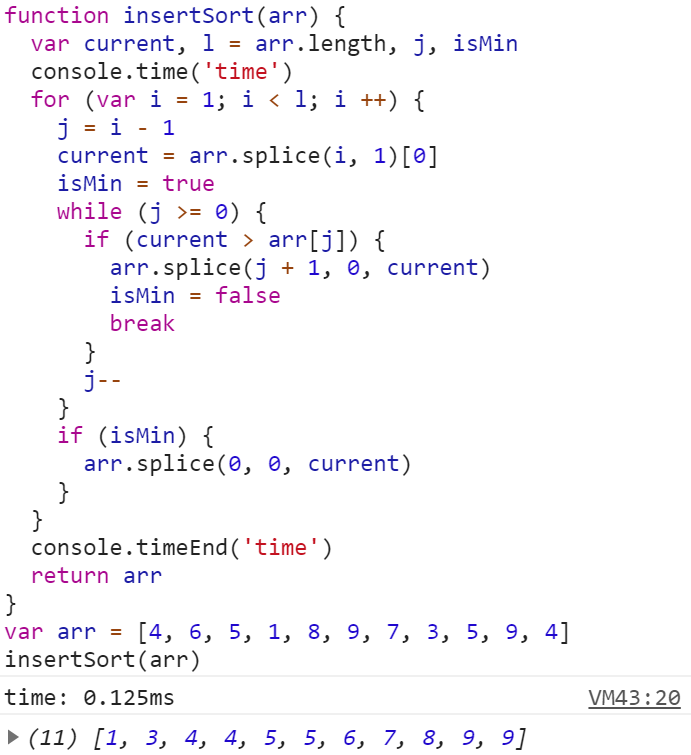 function insertSort(arr) {
  var current, l = arr.length, j, isMin
  console.time('time')
  for (var i = 1; i < l; i ++) {
    j = i - 1
    current = arr.splice(i, 1)[0]
    isMin = true
    while (j >= 0) {
      if (current > arr[j]) {
        arr.splice(j + 1, 0, current)
        isMin = false
        break
      }
      j--
    }
    if (isMin) {
      arr.splice(0, 0, current)
    }
  }
  console.timeEnd('time')
  return arr
}
var arr = [4, 6, 5, 1, 8, 9, 7, 3, 5, 9, 4]
insertSort(arr)
time: 0.125ms VM43:20
(11) [1, 3, 4, 4, 5, 5, 6, 7, 8, 9, 9]